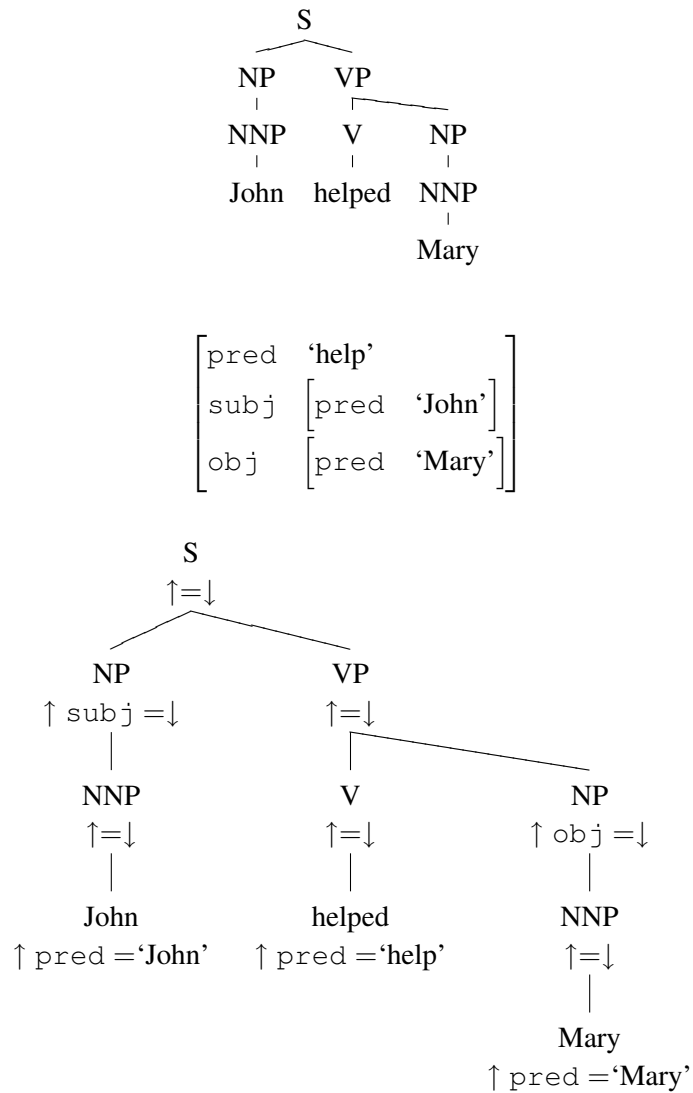 S
NP VP
NNP V NP
John helped NNP
Mary
pred ‘help’
subj [pred ‘John’]
obj [pred ‘Mary’]
S
↑=↓
NP VP
↑ subj =↓ ↑=↓
NNP V NP
↑=↓ ↑=↓ ↑ obj =↓
John helped NNP
↑ pred =‘John’ ↑ pred =‘help’ ↑=↓
Mary
↑ pred =‘Mary’